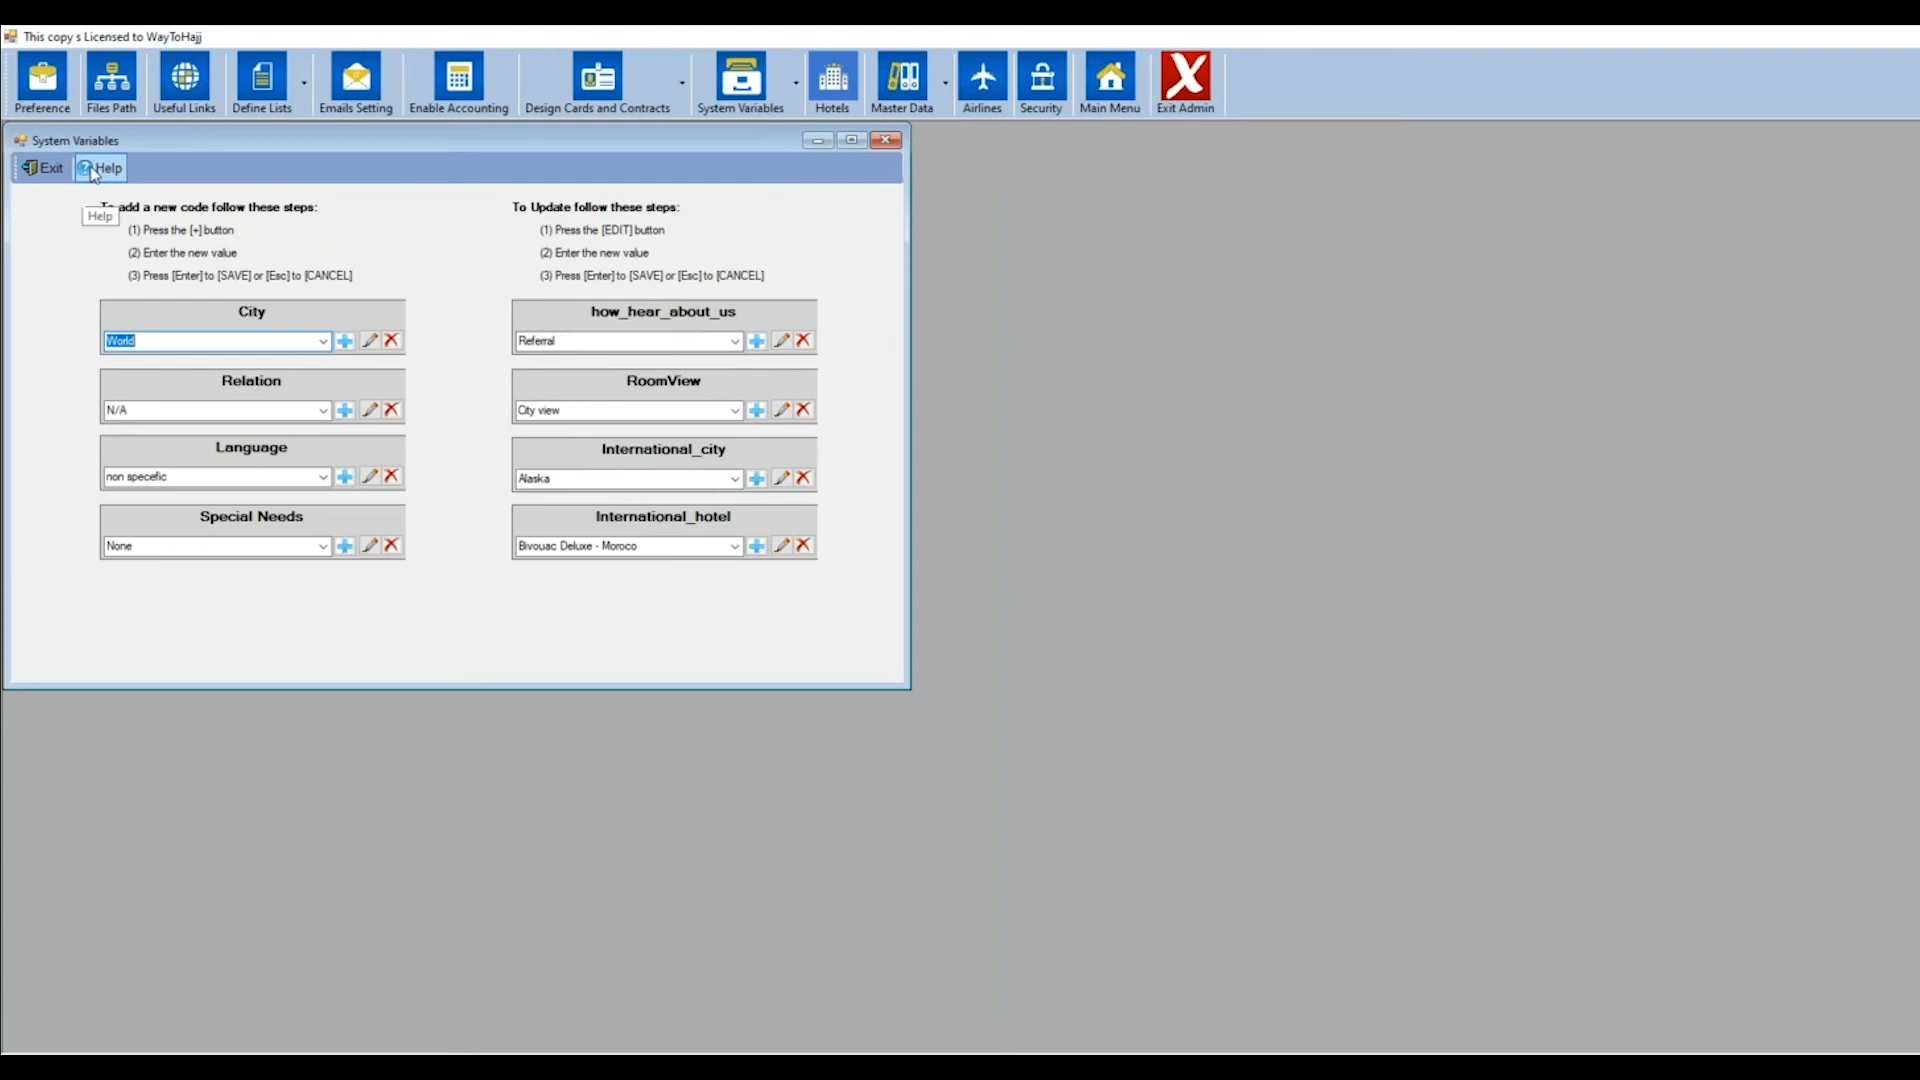 This copy s Licensed to WayToHajj
Preference
Files Path
Useful Links
Define Lists
Emails Setting
Enable Accounting
Design Cards and Contracts
System Variables
Hotels
Master Data
Airlines
Security
Main Menu
Exit Admin
System Variables
Exit
Help
Help
To add a new code follow these steps:
(1) Press the [+] button
(2) Enter the new value
(3) Press [Enter] to [SAVE] or [Esc] to [CANCEL]
To Update follow these steps:
(1) Press the [EDIT] button
(2) Enter the new value
(3) Press [Enter] to [SAVE] or [Esc] to [CANCEL]
City
World
how_hear_about_us
Referral
Relation
N/A
RoomView
City view
Language
non specefic
International_city
Alaska
Special Needs
None
International_hotel
Bivouac Deluxe - Moroco